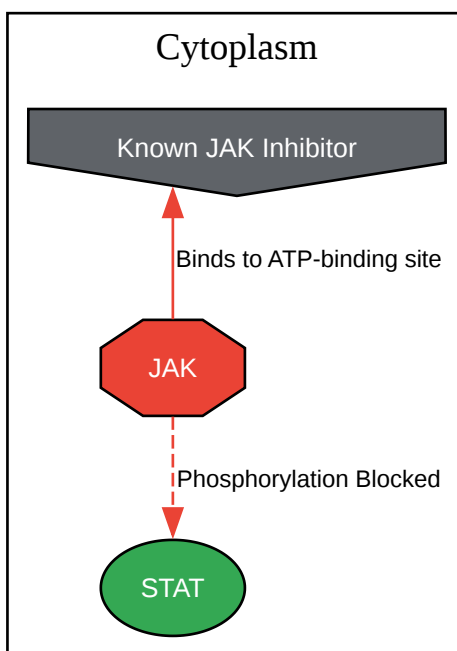 Cytoplasm
Known JAK Inhibitor
Binds to ATP-binding site
JAK
Phosphorylation Blocked
STAT